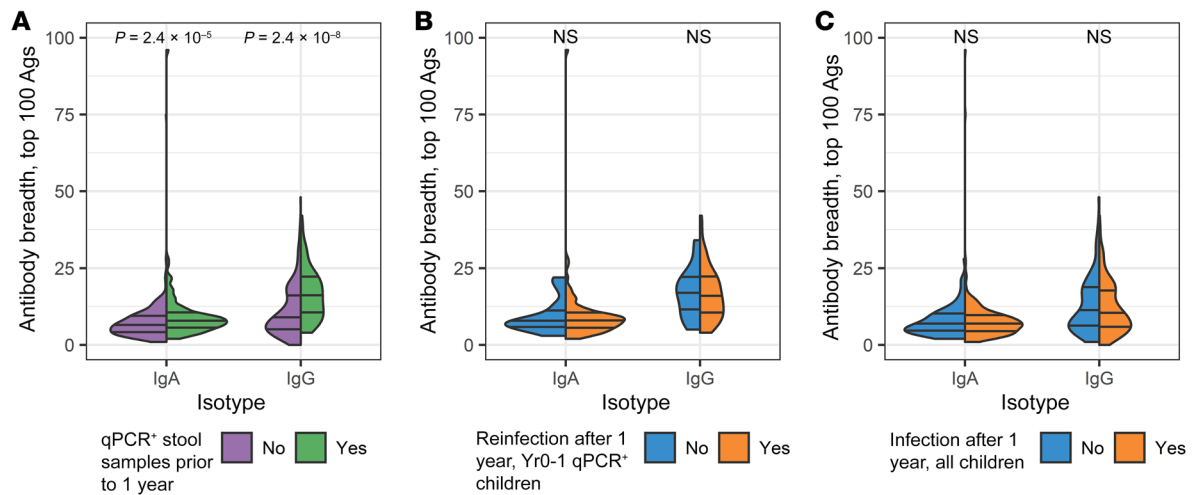 A
Antibody breadth, top 100 Ags
100
75
50
25
0
P = 2.4 × 10⁻⁵
P = 2.4 × 10⁻⁸
IgA
IgG
Isotype
qPCR⁺ stool
samples prior
to 1 year
No
Yes
B
Antibody breadth, top 100 Ags
100
75
50
25
0
NS
NS
IgA
IgG
Isotype
Reinfection after 1
year, Yr0-1 qPCR⁺
children
No
Yes
C
Antibody breadth, top 100 Ags
100
75
50
25
0
NS
NS
IgA
IgG
Isotype
Infection after 1
year, all children
No
Yes